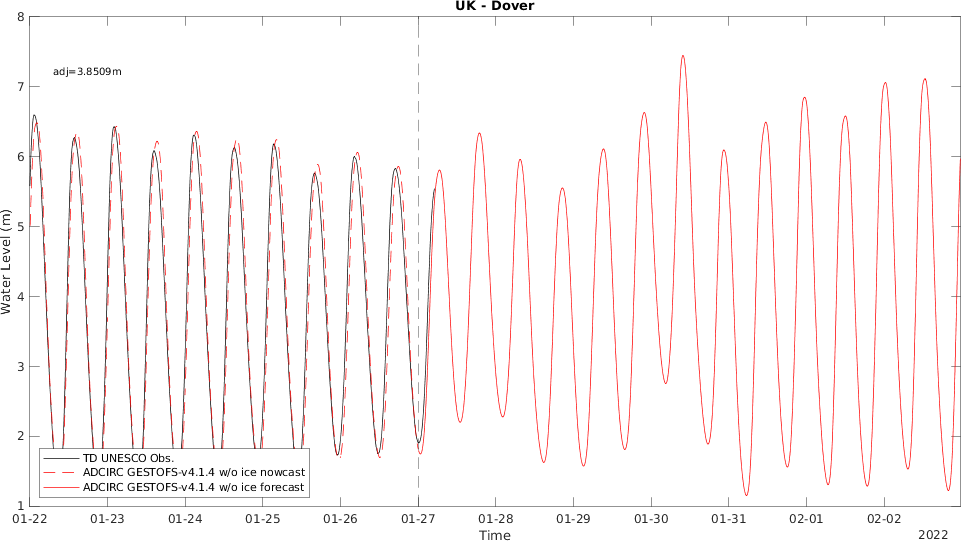 UK - Dover
adj=3.8509m
8
7
6
5
4
3
2
1
Water Level (m)
TD UNESCO Obs.
ADCIRC GESTOFS-v4.1.4 w/o ice nowcast
ADCIRC GESTOFS-v4.1.4 w/o ice forecast
01-22 01-23 01-24 01-25 01-26 01-27 01-28 01-29 01-30 01-31 02-01 02-02
Time
2022